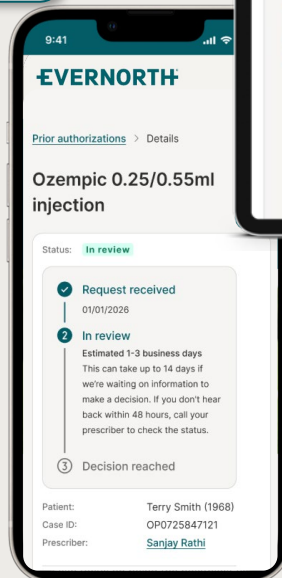 9:41
EVERNORTH
Prior authorizations > Details
Ozempic 0.25/0.55ml
injection
Status: In review
Request received
01/01/2026
2 In review
Estimated 1-3 business days
This can take up to 14 days if
we're waiting on information to
make a decision. If you don't hear
back within 48 hours, call your
prescriber to check the status.
3 Decision reached
Patient: Terry Smith (1968)
Case ID: OP0725847121
Prescriber: Sanjay Rathi